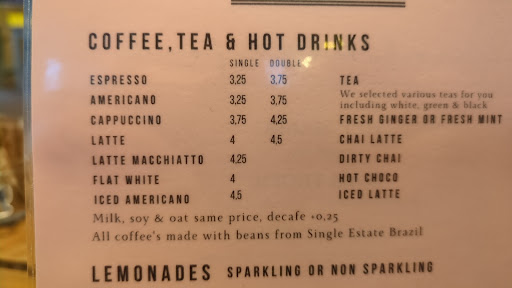 COFFEE, TEA & HOT DRINKS
SINGLE DOUBLE
ESPRESSO 3,25 3,75 TEA
We selected various teas for you
including white, green & black
AMERICANO 3,25 3,75
CAPPUCCINO 3,75 4,25 FRESH GINGER OR FRESH MINT
LATTE 4 4.5 CHAI LATTE
LATTE MACCHIATTO 4,25 DIRTY CHAI
FLAT WHITE 4 HOT CHOCO
ICED AMERICANO 4.5 ICED LATTE
Milk, soy & oat same price, decafe +0,25
All coffee's made with beans from Single Estate Brazil
LEMONADES SPARKLING OR NON SPARKLING